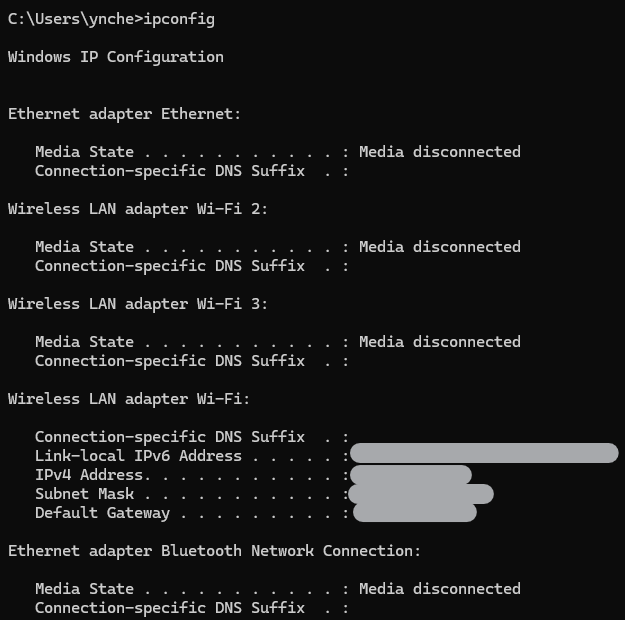 C:\Users\ynche>ipconfig
Windows IP Configuration
Ethernet adapter Ethernet:
Media State . . . . . . . . . . . : Media disconnected
Connection-specific DNS Suffix  . :
Wireless LAN adapter Wi-Fi 2:
Media State . . . . . . . . . . . : Media disconnected
Connection-specific DNS Suffix  . :
Wireless LAN adapter Wi-Fi 3:
Media State . . . . . . . . . . . : Media disconnected
Connection-specific DNS Suffix  . :
Wireless LAN adapter Wi-Fi:
Connection-specific DNS Suffix  . :
Link-local IPv6 Address . . . . . :
IPv4 Address. . . . . . . . . . . :
Subnet Mask . . . . . . . . . . . :
Default Gateway . . . . . . . . . :
Ethernet adapter Bluetooth Network Connection:
Media State . . . . . . . . . . . : Media disconnected
Connection-specific DNS Suffix  . :